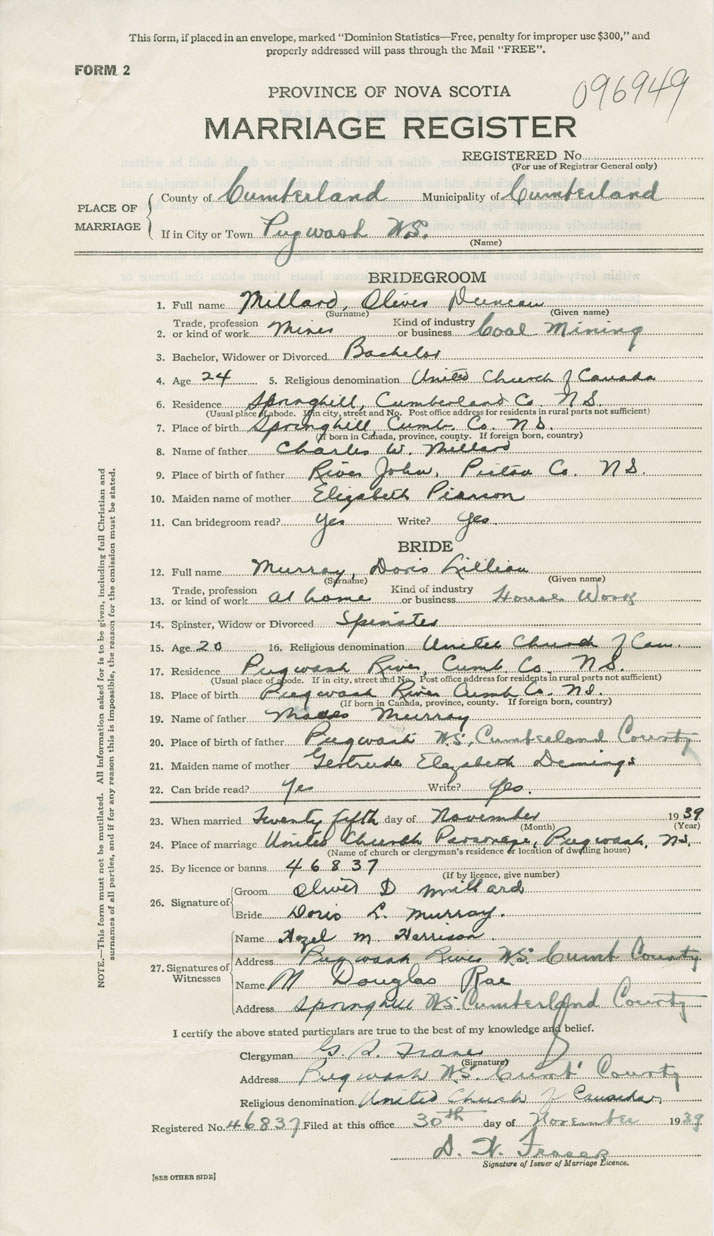 This form, if placed in an envelope, marked "Dominion Statistics—Free, penalty for improper use $300," and
properly addressed will pass through the Mail "FREE".
FORM 2
096949
PROVINCE OF NOVA SCOTIA
MARRIAGE REGISTER
REGISTERED No.
(For use of Registrar General only)
PLACE OF MARRIAGE
County of Cumberland Municipality of Cumberland
If in City or Town Pugwash N.S.
(Name)
BRIDEGROOM
1. Full name Millard, Oliver Duncan
(Surname) (Given name)
2. Trade, profession or kind of work Miner Kind of industry or business Coal Mining
3. Bachelor, Widower or Divorced Bachelor
4. Age 24 5. Religious denomination United Church of Canada
6. Residence Springhill, Cumberland Co. N.S.
(Usual place of abode. If in city, street and No. Post office address for residents in rural parts not sufficient)
7. Place of birth Springhill, Cumb. Co. N.S.
(If born in Canada, province, county. If foreign born, country)
8. Name of father Charles W. Millard
9. Place of birth of father River John, Pictou Co. N.S.
10. Maiden name of mother Elizabeth Pierson
11. Can bridegroom read? Yes Write? Yes.
BRIDE
12. Full name Murray, Doris Lillian
(Surname) (Given name)
13. Trade, profession or kind of work at home Kind of industry or business House Work
14. Spinster, Widow or Divorced Spinster
15. Age 20 16. Religious denomination United Church of Can.
17. Residence Pugwash River, Cumb. Co. N.S.
(Usual place of abode. If in city, street and No. Post office address for residents in rural parts not sufficient)
18. Place of birth Pugwash River Cumb. Co. N.S.
(If born in Canada, province, county. If foreign born, country)
19. Name of father Murray
20. Place of birth of father Pugwash N.S. Cumberland County
21. Maiden name of mother Gertrude Elizabeth Demings
22. Can bride read? Yes Write? Yes.
23. When married Twenty fifth day of November 1939
(Month) (Year)
24. Place of marriage United Church Parsonage, Pugwash, N.S.
(Name of church or clergyman's residence or location of dwelling house)
25. By licence or banns 46837
(If by licence, give number)
26. Signature of
Groom Oliver D Millard
Bride Doris L. Murray.
27. Signatures of Witnesses
Name Hazel M. Harrison
Address Pugwash River N.S. Cumb County
Name M Douglas Rae
Address Springhill N.S. Cumberland County
I certify the above stated particulars are true to the best of my knowledge and belief.
Clergyman G. S.
(Signature)
Address Pugwash N.S. Cumb' County
Religious denomination United Church of Canada.
Registered No. 46837 Filed at this office 30th day of November 1939
D. H. Fraser
Signature of Issuer of Marriage Licence.
[SEE OTHER SIDE]
NOTE.—This form must not be mutilated. All information asked for is to be given, including full Christian and
surnames of all parties, and if for any reason this is impossible, the reason for the omission must be stated.